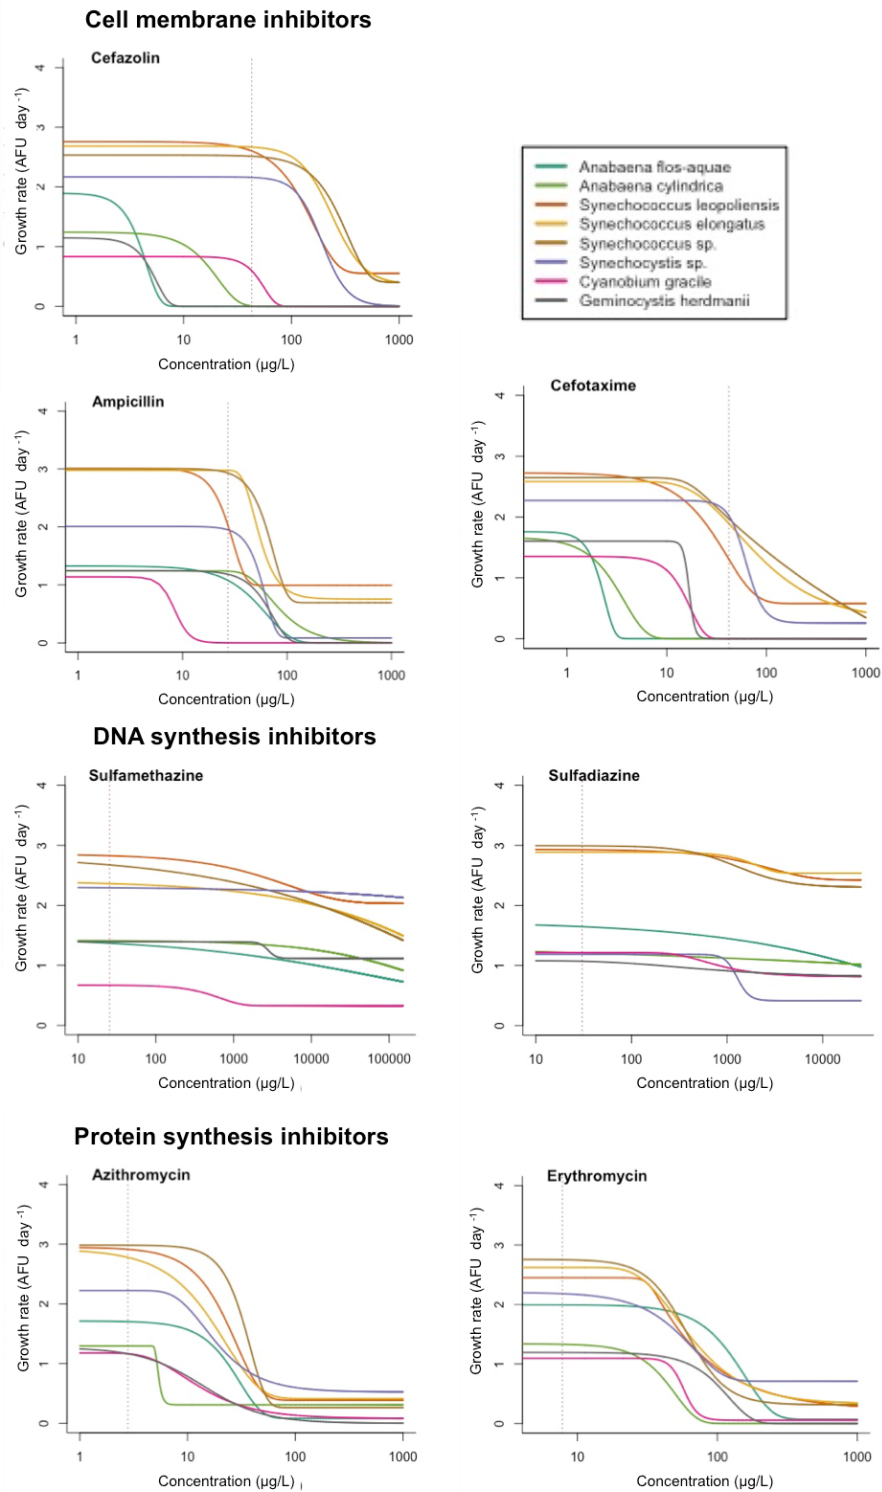 Cell membrane inhibitors
Cefazolin
Growth rate (AFU day -1)
4
3
2
1
0
1 10 100 1000
Concentration (µg/L)
Anabaena flos-aquae
Anabaena cylindrica
Synechococcus leopoliensis
Synechococcus elongatus
Synechococcus sp.
Synechocystis sp.
Cyanobium gracile
Geminocystis herdmanii
Ampicillin
Growth rate (AFU day -1)
4
3
2
1
0
1 10 100 1000
Concentration (µg/L)
Cefotaxime
Growth rate (AFU day -1)
4
3
2
1
0
1 10 100 1000
Concentration (µg/L)
DNA synthesis inhibitors
Sulfamethazine
Growth rate (AFU day -1)
4
3
2
1
0
10 100 1000 10000 100000
Concentration (µg/L)
Sulfadiazine
Growth rate (AFU day -1)
4
3
2
1
0
10 100 1000 10000
Concentration (µg/L)
Protein synthesis inhibitors
Azithromycin
Growth rate (AFU day -1)
4
3
2
1
0
1 10 100 1000
Concentration (µg/L)
Erythromycin
Growth rate (AFU day -1)
4
3
2
1
0
10 100 1000
Concentration (µg/L)